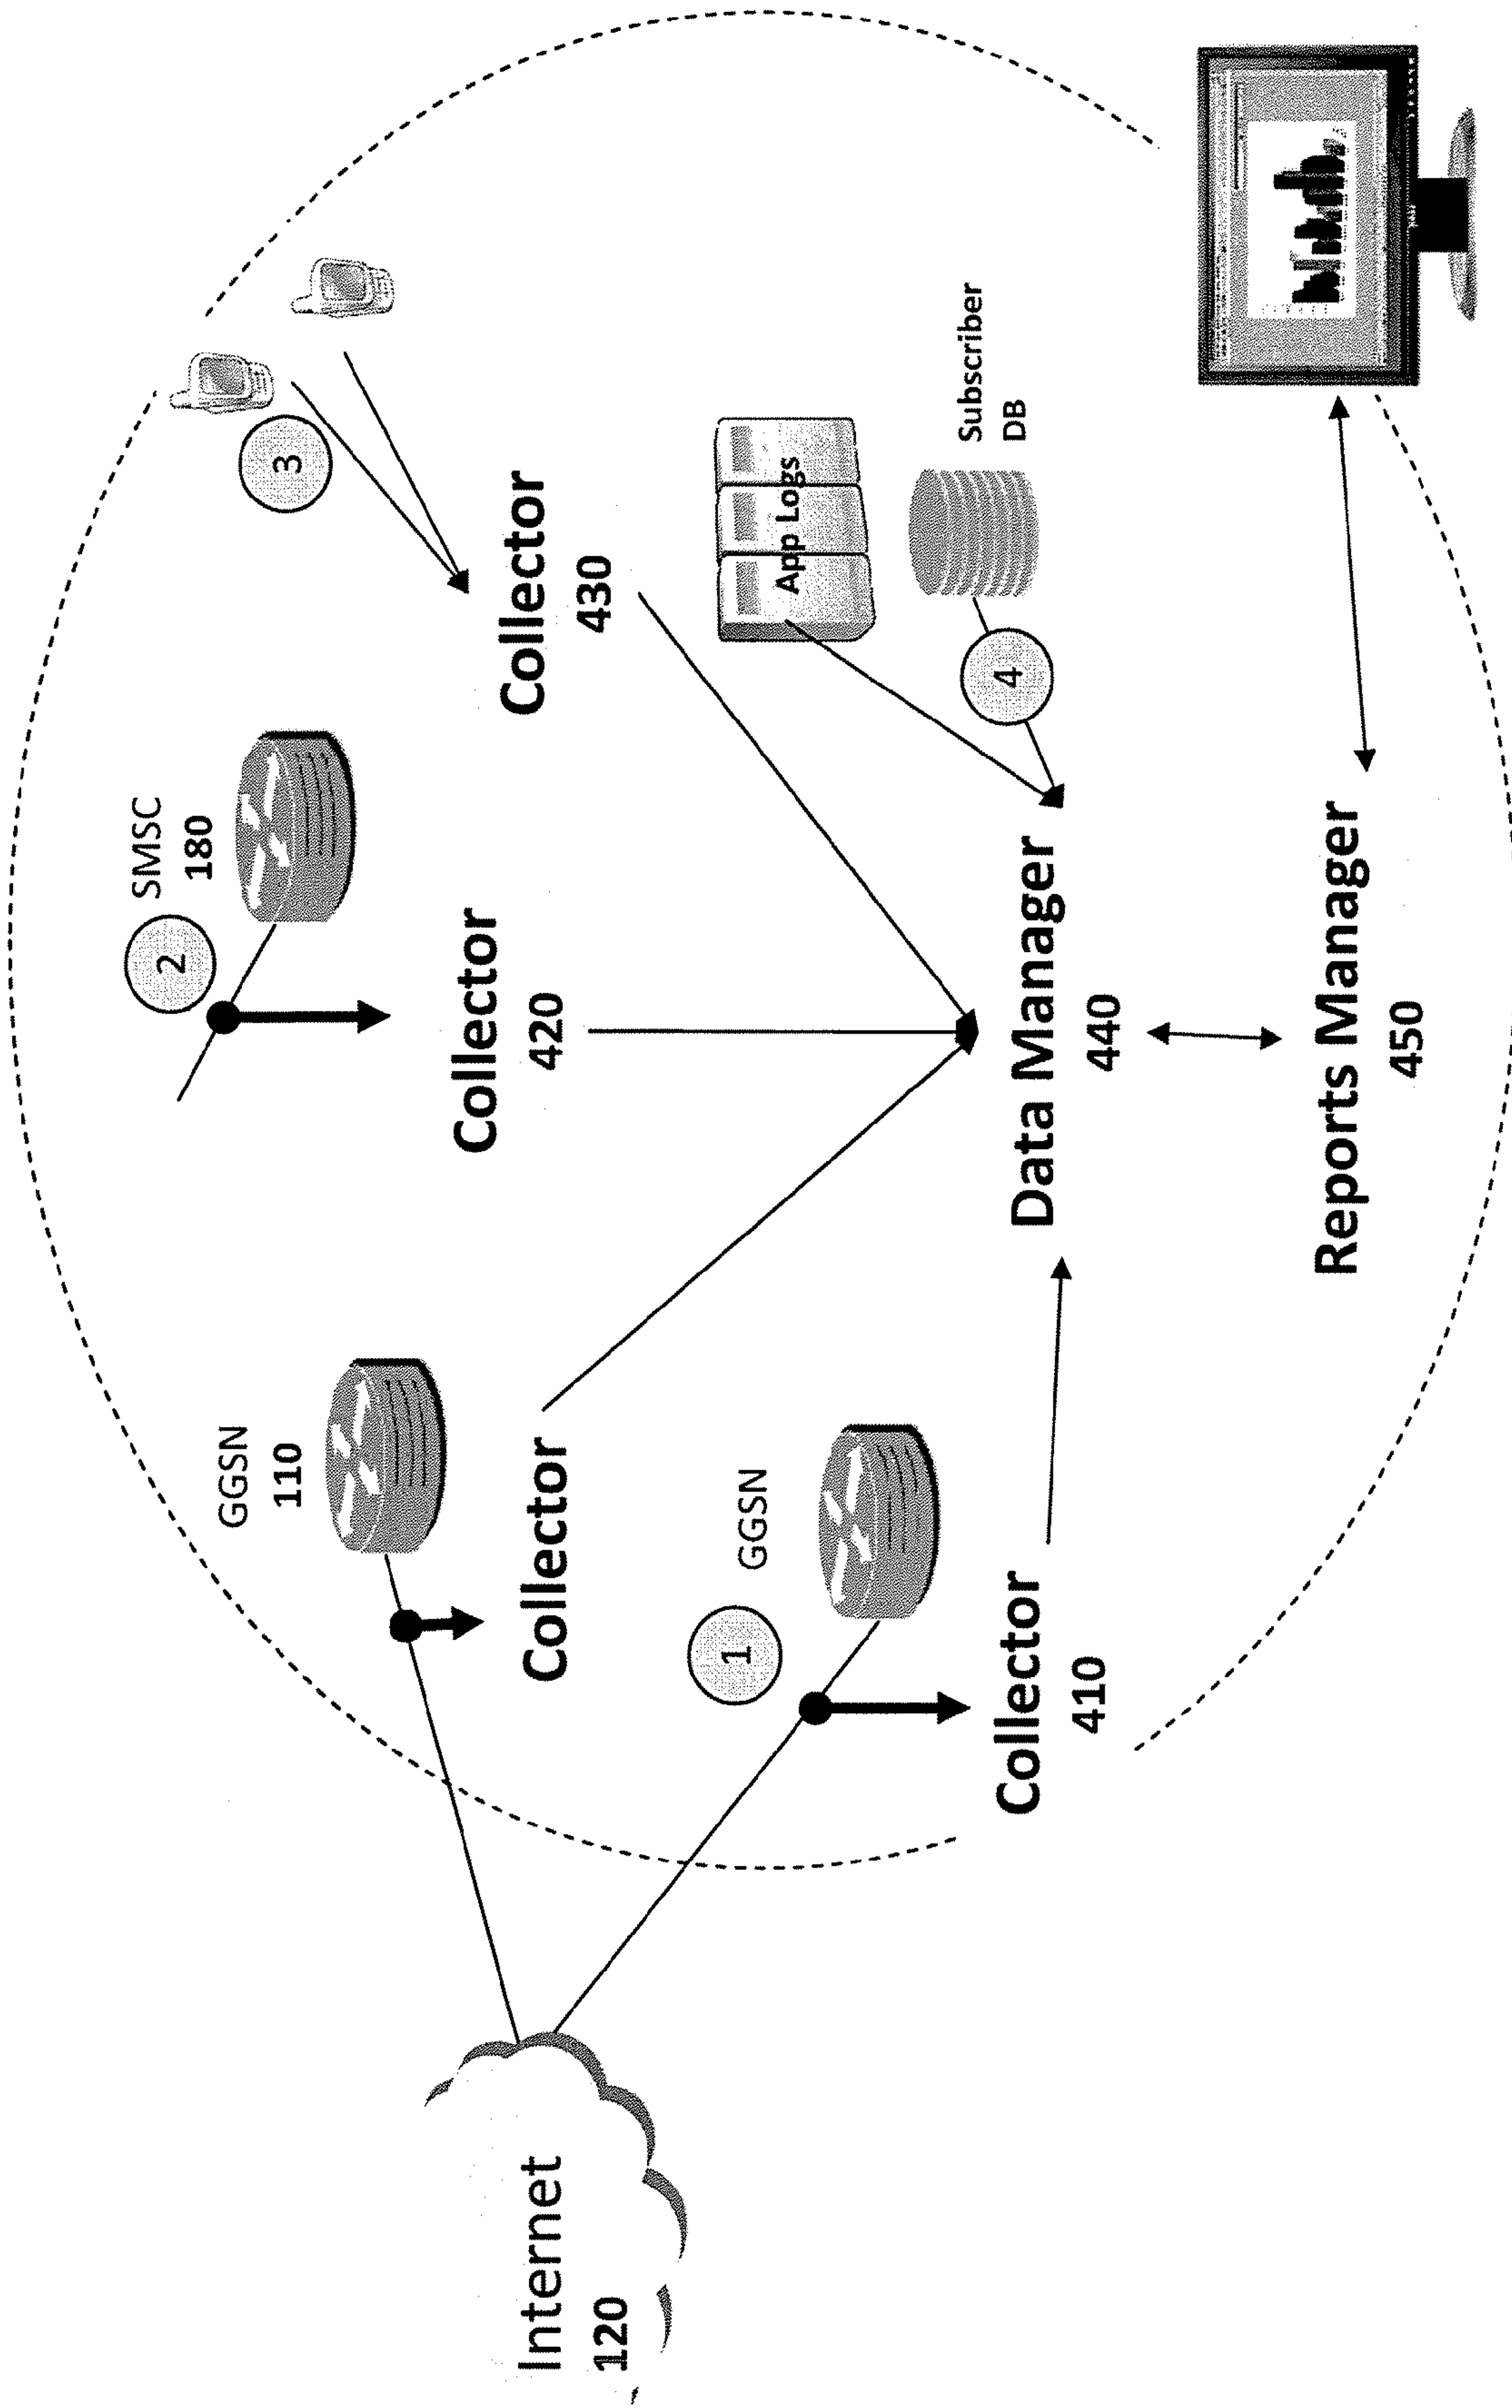 Internet
120
GGSN
110
Collector
1
GGSN
Collector
410
2
SMSC
180
Collector
420
3
Collector
430
App Logs
Subscriber
DB
4
Data Manager
440
Reports Manager
450